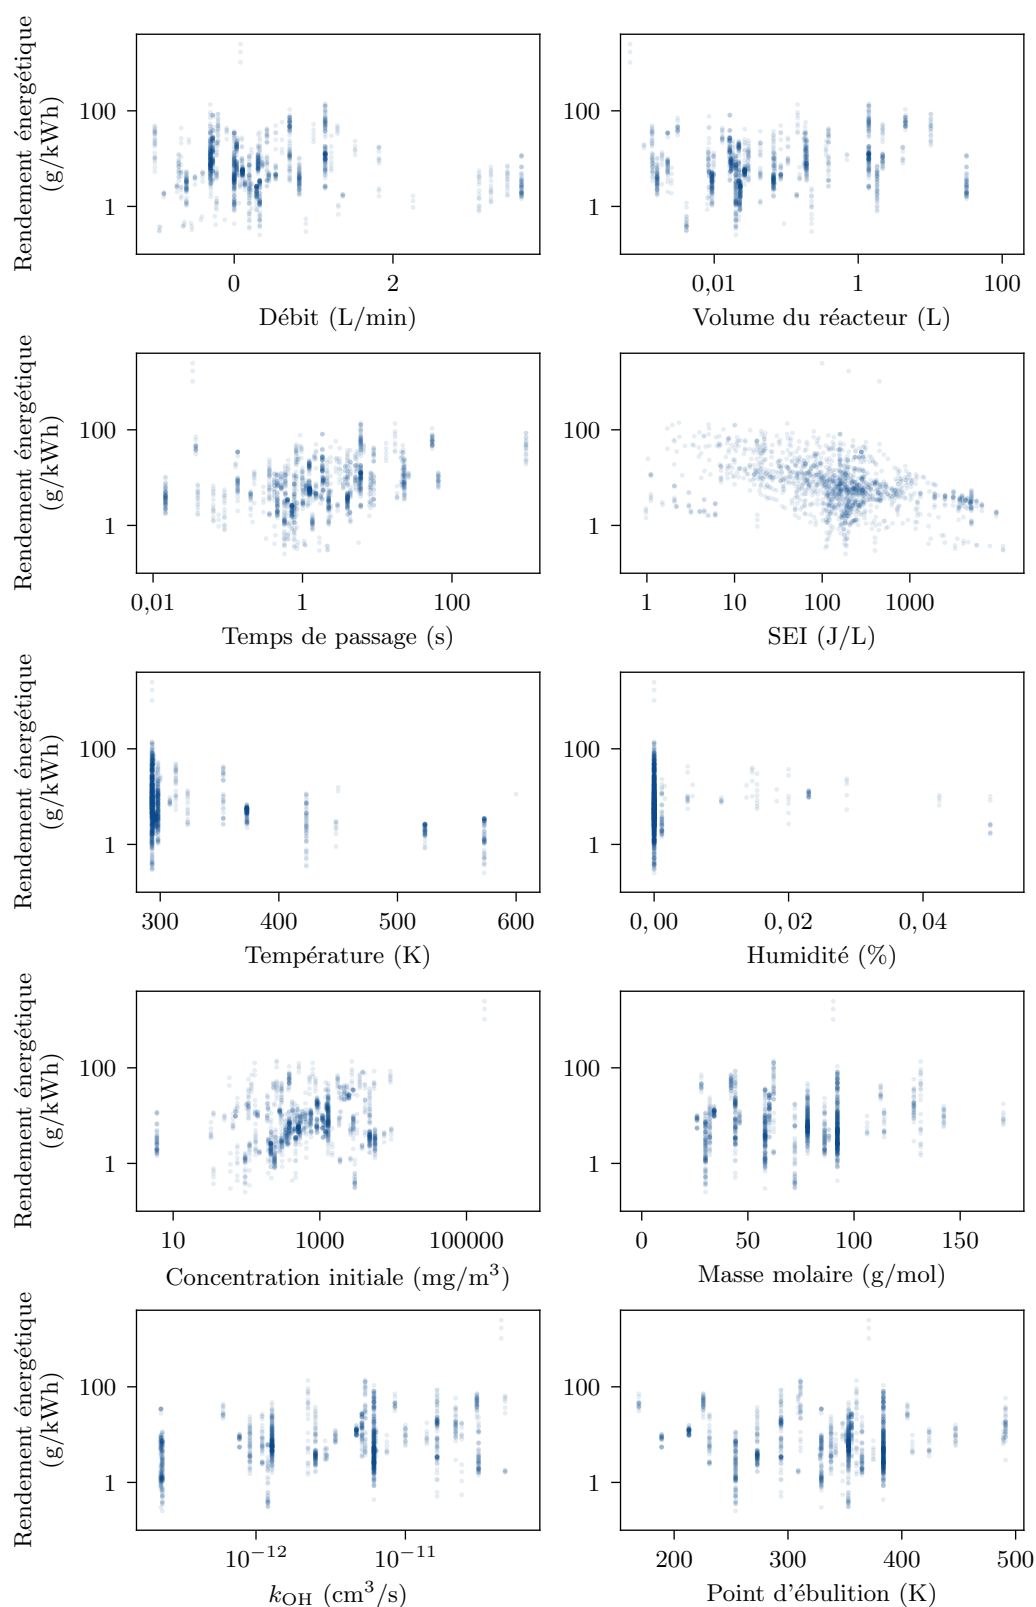 Rendement énergétique
(g/kWh)
100
1
0
2
Débit (L/min)
0,01
1
100
Volume du réacteur (L)
Rendement énergétique
(g/kWh)
100
1
0,01
1
100
Temps de passage (s)
100
1
1
10
100
1000
SEI (J/L)
Rendement énergétique
(g/kWh)
100
1
300
400
500
600
Température (K)
100
1
0,00
0,02
0,04
Humidité (%)
Rendement énergétique
(g/kWh)
100
1
10
1000
100000
Concentration initiale (mg/m³)
100
1
0
50
100
150
Masse molaire (g/mol)
Rendement énergétique
(g/kWh)
100
1
10⁻¹²
10⁻¹¹
k_OH (cm³/s)
100
1
200
300
400
500
Point d'ébulition (K)